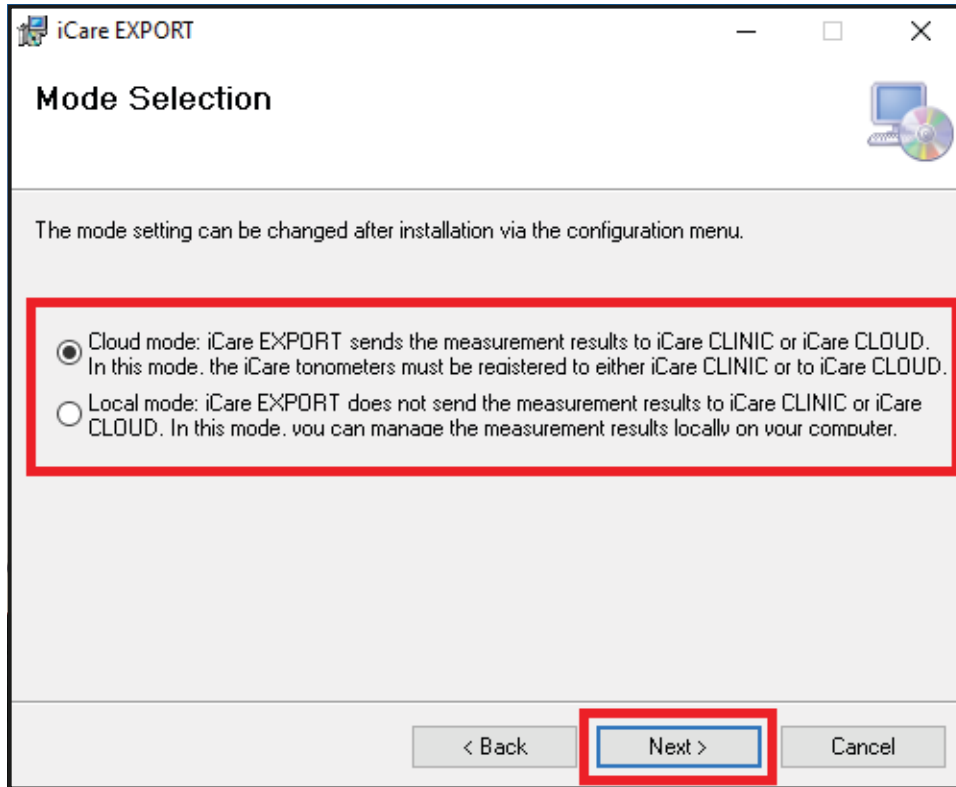 iCare EXPORT
Mode Selection
The mode setting can be changed after installation via the configuration menu.
Cloud mode: iCare EXPORT sends the measurement results to iCare CLINIC or iCare CLOUD.
In this mode, the iCare tonometers must be registered to either iCare CLINIC or to iCare CLOUD.
Local mode: iCare EXPORT does not send the measurement results to iCare CLINIC or iCare
CLOUD. In this mode, you can manage the measurement results locally on your computer.
< Back
Next >
Cancel